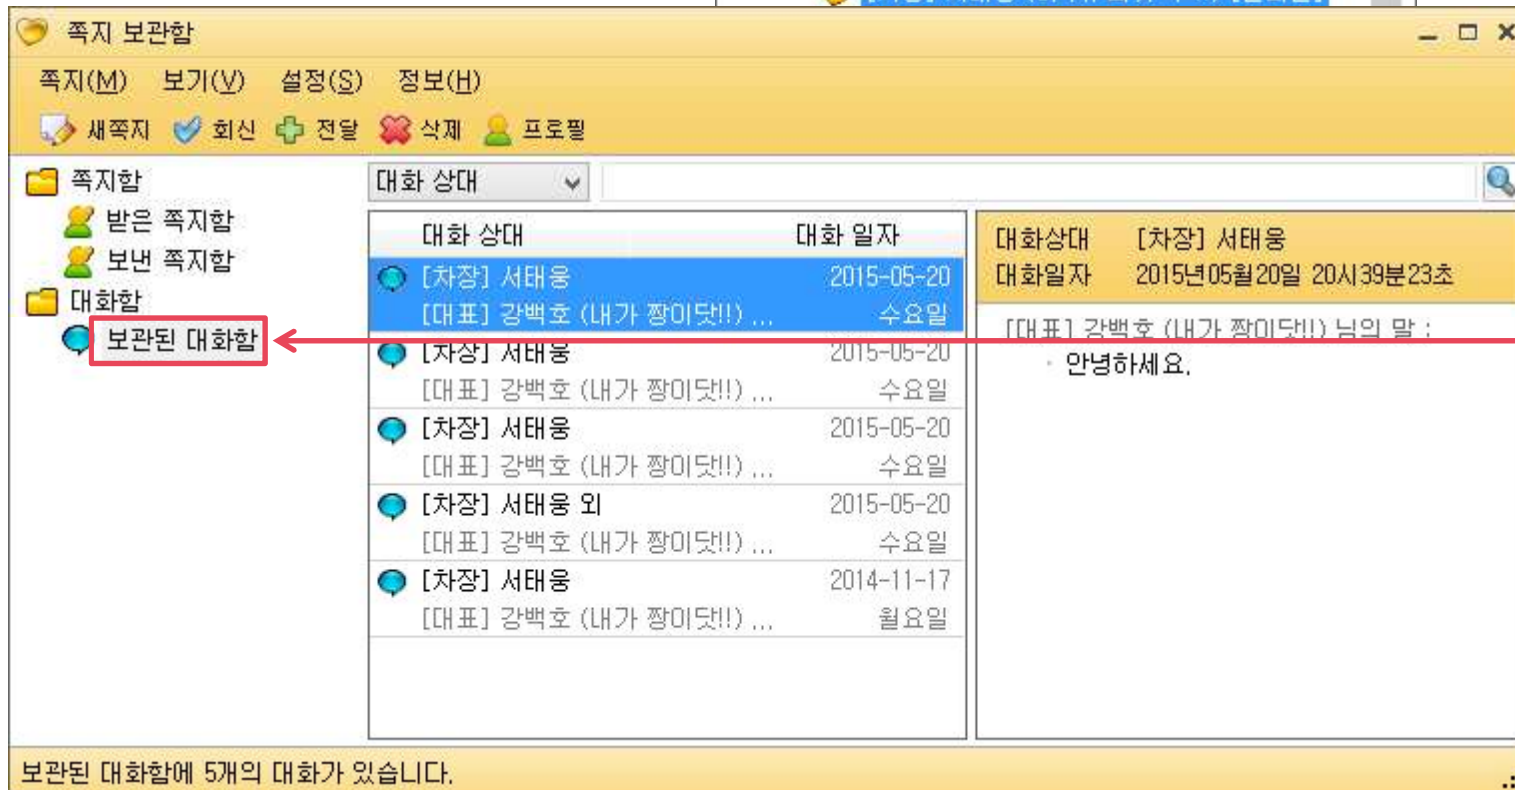 쪽지 보관함
쪽지(M) 보기(V) 설정(S) 정보(H)
새쪽지 회신 전달 삭제 프로필
쪽지함
받은 쪽지함
보낸 쪽지함
대화함
보관된 대화함
대화 상대
대화 상대 대화 일자
[차장] 서태웅 2015-05-20
[대표] 강백호 (내가 짱이닷!!) ... 수요일
[차장] 서태웅 2015-05-20
[대표] 강백호 (내가 짱이닷!!) ... 수요일
[차장] 서태웅 2015-05-20
[대표] 강백호 (내가 짱이닷!!) ... 수요일
[차장] 서태웅 외 2015-05-20
[대표] 강백호 (내가 짱이닷!!) ... 수요일
[차장] 서태웅 2014-11-17
[대표] 강백호 (내가 짱이닷!!) ... 월요일
대화상대 [차장] 서태웅
대화일자 2015년05월20일 20시39분23초
[대표] 강백호 (내가 짱이닷!!) 님의 말 :
· 안녕하세요.
보관된 대화함에 5개의 대화가 있습니다.